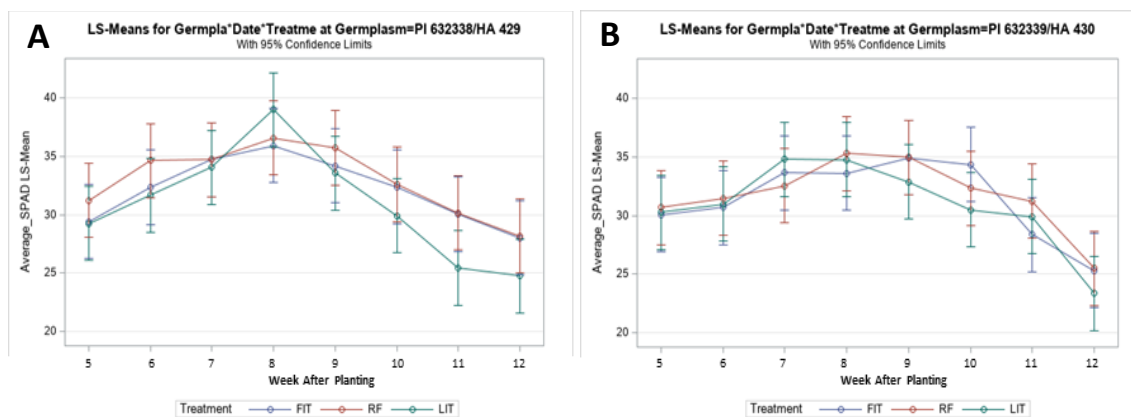 A
LS-Means for Germpla*Date*Treatme at Germplasm=PI 632338/HA 429
With 95% Confidence Limits
Average_SPAD LS-Mean
40
35
30
25
20
5 6 7 8 9 10 11 12
Week After Planting
Treatment FIT RF LIT
B
LS-Means for Germpla*Date*Treatme at Germplasm=PI 632339/HA 430
With 95% Confidence Limits
Average_SPAD LS-Mean
40
35
30
25
20
5 6 7 8 9 10 11 12
Week After Planting
Treatment FIT RF LIT